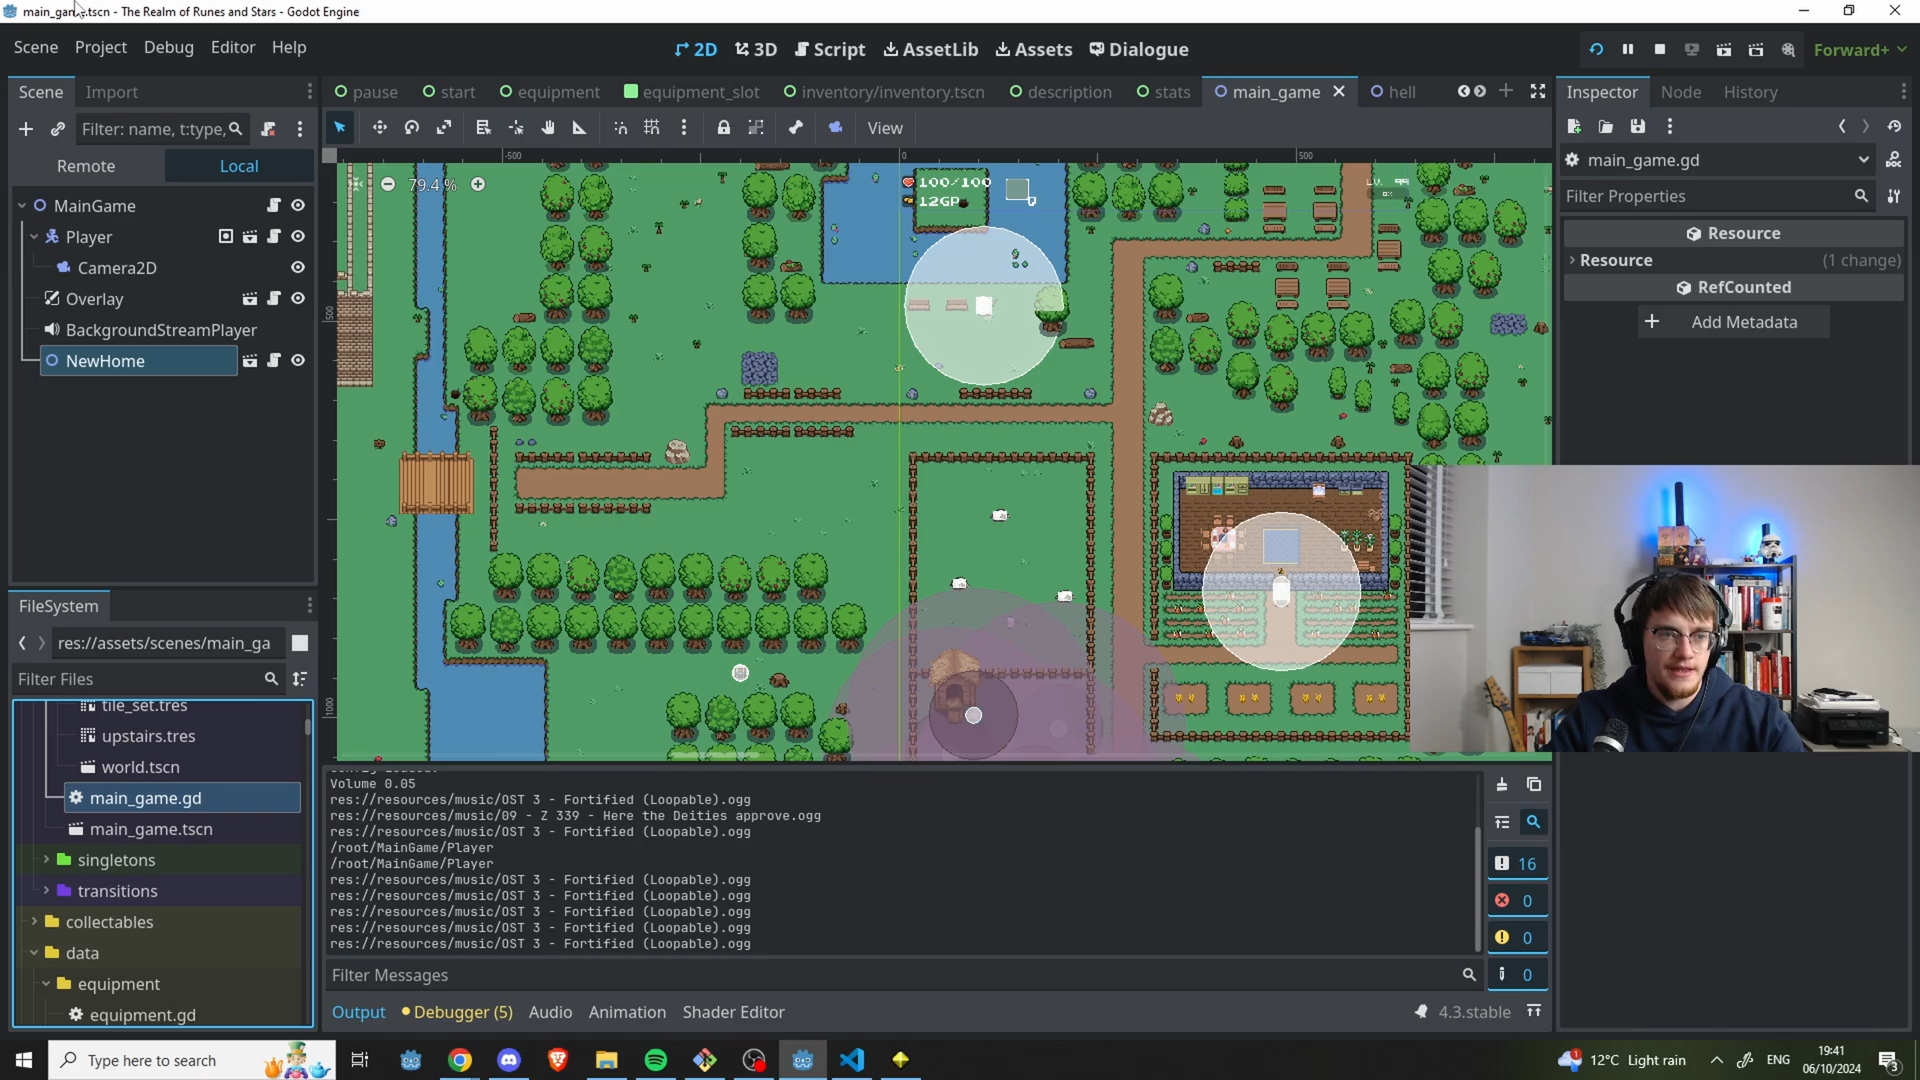 main_game.tscn - The Realm of Runes and Stars - Godot Engine
Scene Project Debug Editor Help
2D 3D Script AssetLib Assets Dialogue
Forward+
Scene Import
pause start equipment equipment_slot inventory/inventory.tscn description stats main_game hell
Inspector Node History
Filter: name, t:type,
View
Remote Local
-500 0 500
main_game.gd
79.4 %
100/100
12GP
Filter Properties
MainGame
Player
Camera2D
Overlay
BackgroundStreamPlayer
NewHome
Resource
Resource (1 change)
RefCounted
Add Metadata
500
1000
FileSystem
res://assets/scenes/main_ga
Filter Files
tile_set.tres
upstairs.tres
world.tscn
main_game.gd
main_game.tscn
singletons
transitions
collectables
data
equipment
equipment.gd
Config loaded.
Volume 0.05
res://resources/music/OST 3 - Fortified (Loopable).ogg
res://resources/music/09 - Z 339 - Here the Deities approve.ogg
res://resources/music/OST 3 - Fortified (Loopable).ogg
/root/MainGame/Player
/root/MainGame/Player
res://resources/music/OST 3 - Fortified (Loopable).ogg
res://resources/music/OST 3 - Fortified (Loopable).ogg
res://resources/music/OST 3 - Fortified (Loopable).ogg
res://resources/music/OST 3 - Fortified (Loopable).ogg
res://resources/music/OST 3 - Fortified (Loopable).ogg
16
0
0
0
Filter Messages
Output Debugger (5) Audio Animation Shader Editor
4.3.stable
Type here to search
1
12°C Light rain
ENG
19:41
06/10/2024
3